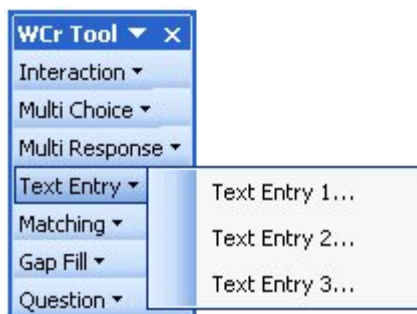 WCr Tool
Interaction
Multi Choice
Multi Response
Text Entry
Text Entry 1...
Text Entry 2...
Text Entry 3...
Matching
Gap Fill
Question